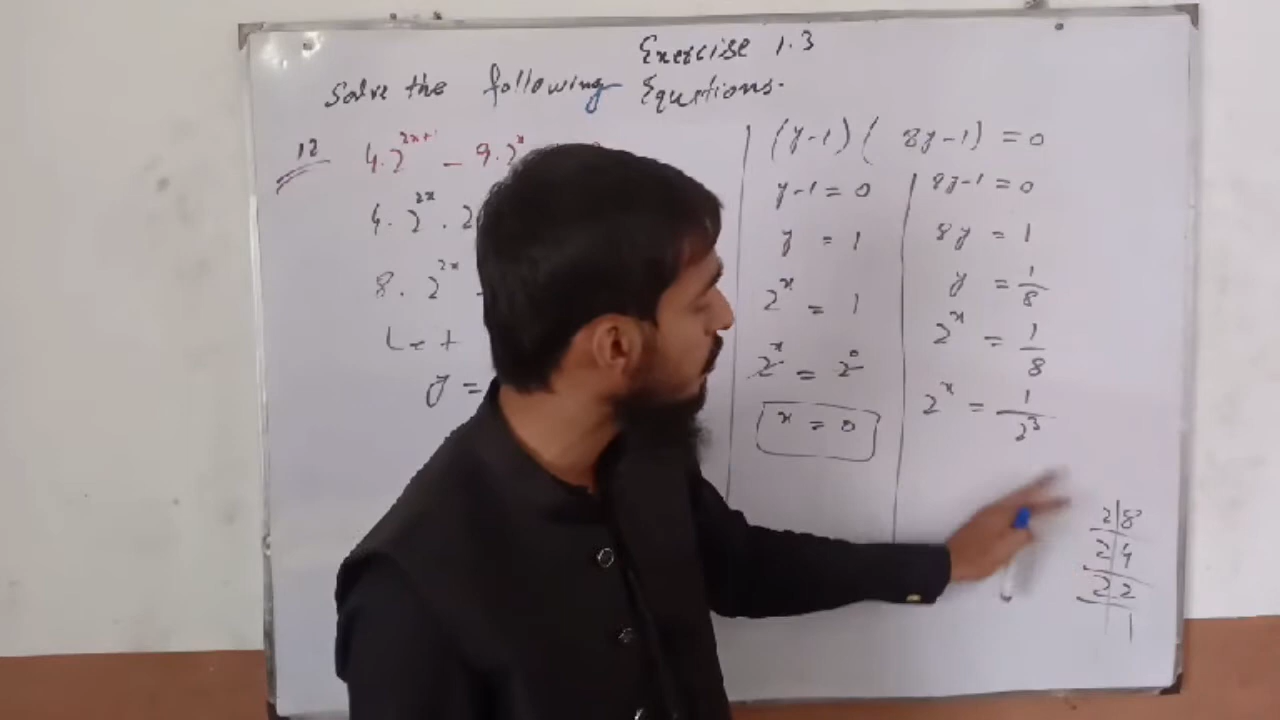 Exercise 1.3
Solve the following Equations.
12
4.2^{2x+1} - 9.2^x
4. 2^{2x} . 2
8. 2^{2x}
Let
y =
(y-1)( 8y-1) = 0
y-1 = 0
y = 1
2^x = 1
2^x = 2^0
x = 0
8y-1 = 0
8y = 1
y = 1/8
2^x = 1/8
2^x = 1/2^3
2|8
2|4
2|2
1